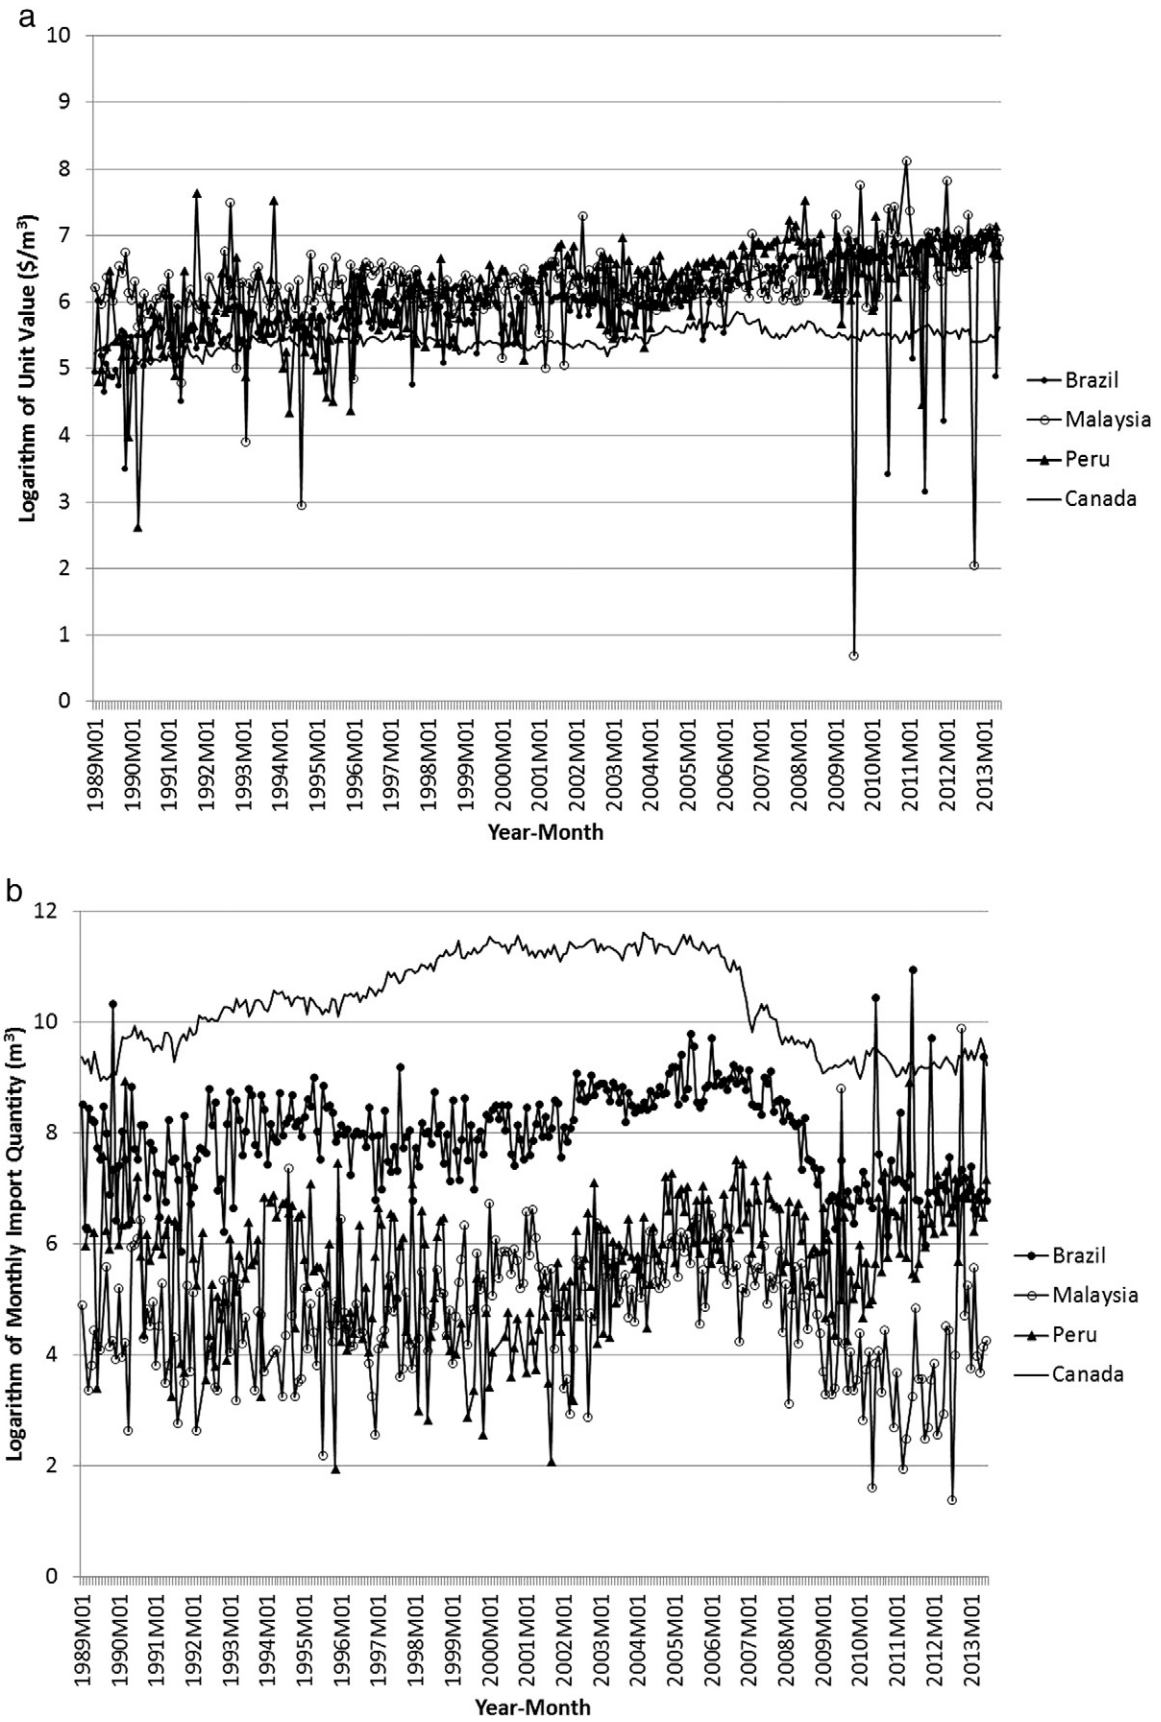 a
10
9
8
7
6
5
4
3
2
1
0
Logarithm of Unit Value ($/m³)
Brazil
Malaysia
Peru
Canada
1989M01
1990M01
1991M01
1992M01
1993M01
1994M01
1995M01
1996M01
1997M01
1998M01
1999M01
2000M01
2001M01
2002M01
2003M01
2004M01
2005M01
2006M01
2007M01
2008M01
2009M01
2010M01
2011M01
2012M01
2013M01
Year-Month
b
12
10
8
6
4
2
0
Logarithm of Monthly Import Quantity (m³)
Brazil
Malaysia
Peru
Canada
1989M01
1990M01
1991M01
1992M01
1993M01
1994M01
1995M01
1996M01
1997M01
1998M01
1999M01
2000M01
2001M01
2002M01
2003M01
2004M01
2005M01
2006M01
2007M01
2008M01
2009M01
2010M01
2011M01
2012M01
2013M01
Year-Month